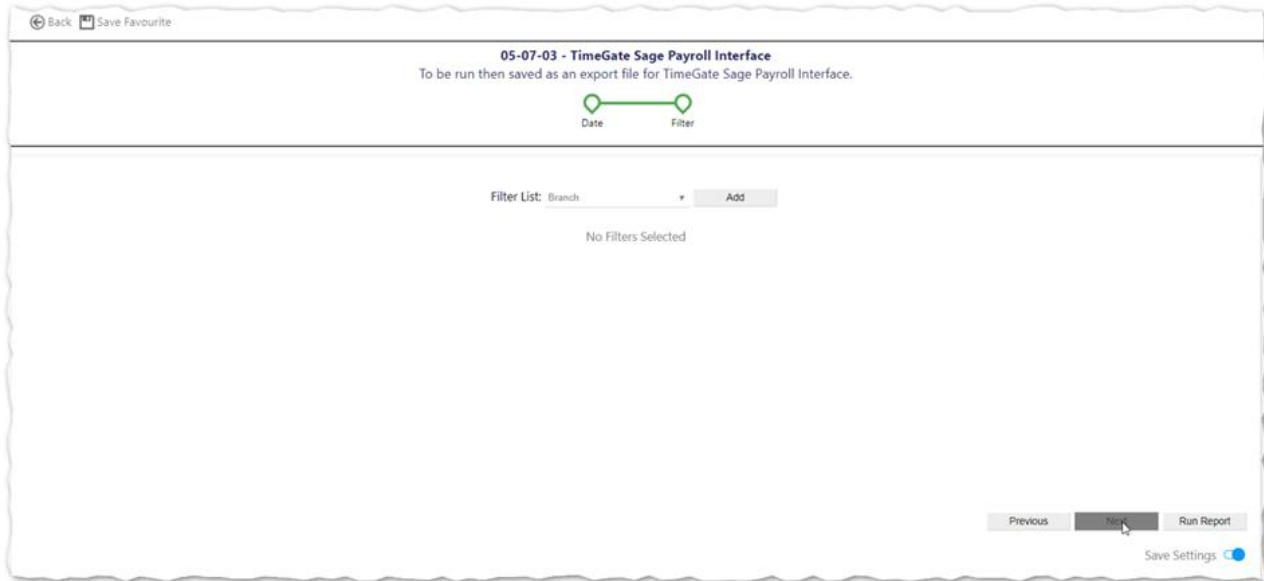 Back Save Favourite
05-07-03 - TimeGate Sage Payroll Interface
To be run then saved as an export file for TimeGate Sage Payroll Interface.
Date Filter
Filter List: Branch Add
No Filters Selected
Previous Next Run Report
Save Settings